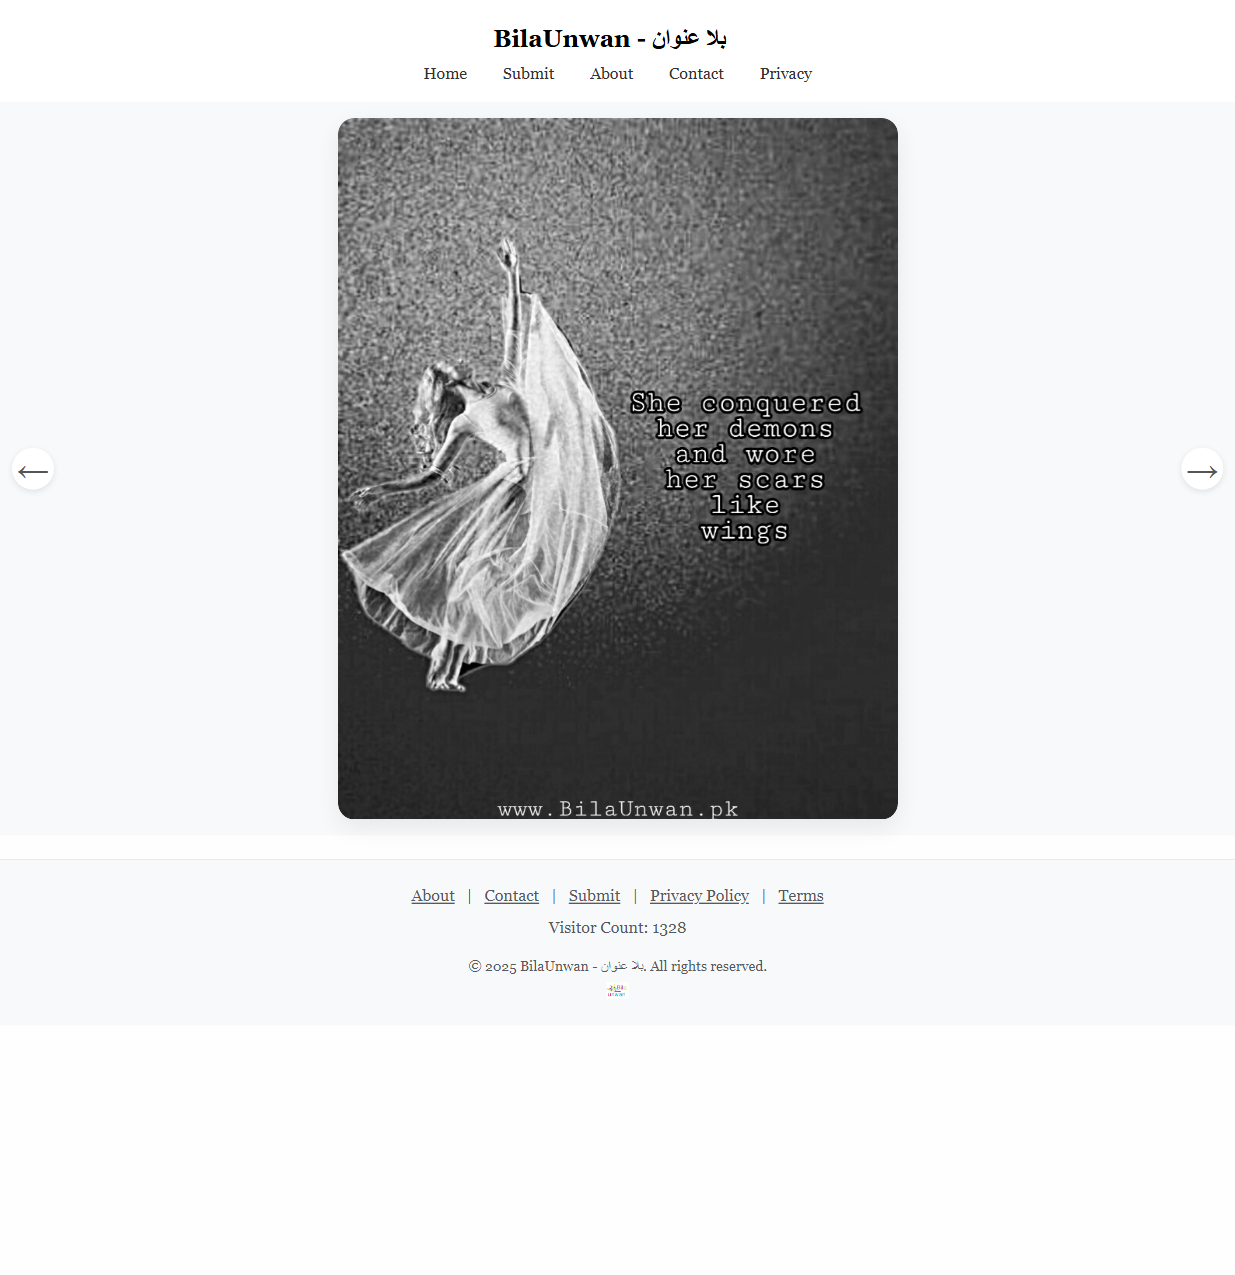 BilaUnwan - بلا عنوان
Home Submit About Contact Privacy
She conquered
her demons
and wore
her scars
like
wings
www.BilaUnwan.pk
←
→
About | Contact | Submit | Privacy Policy | Terms
Visitor Count: 1328
© 2025 BilaUnwan - بلا عنوان. All rights reserved.